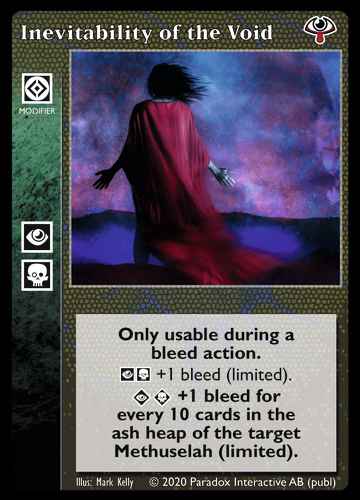 Inevitability of the Void
MODIFIER
Only usable during a
bleed action.
+1 bleed (limited).
+1 bleed for
every 10 cards in the
ash heap of the target
Methuselah (limited).
Illus: Mark Kelly © 2020 Paradox Interactive AB (publ)